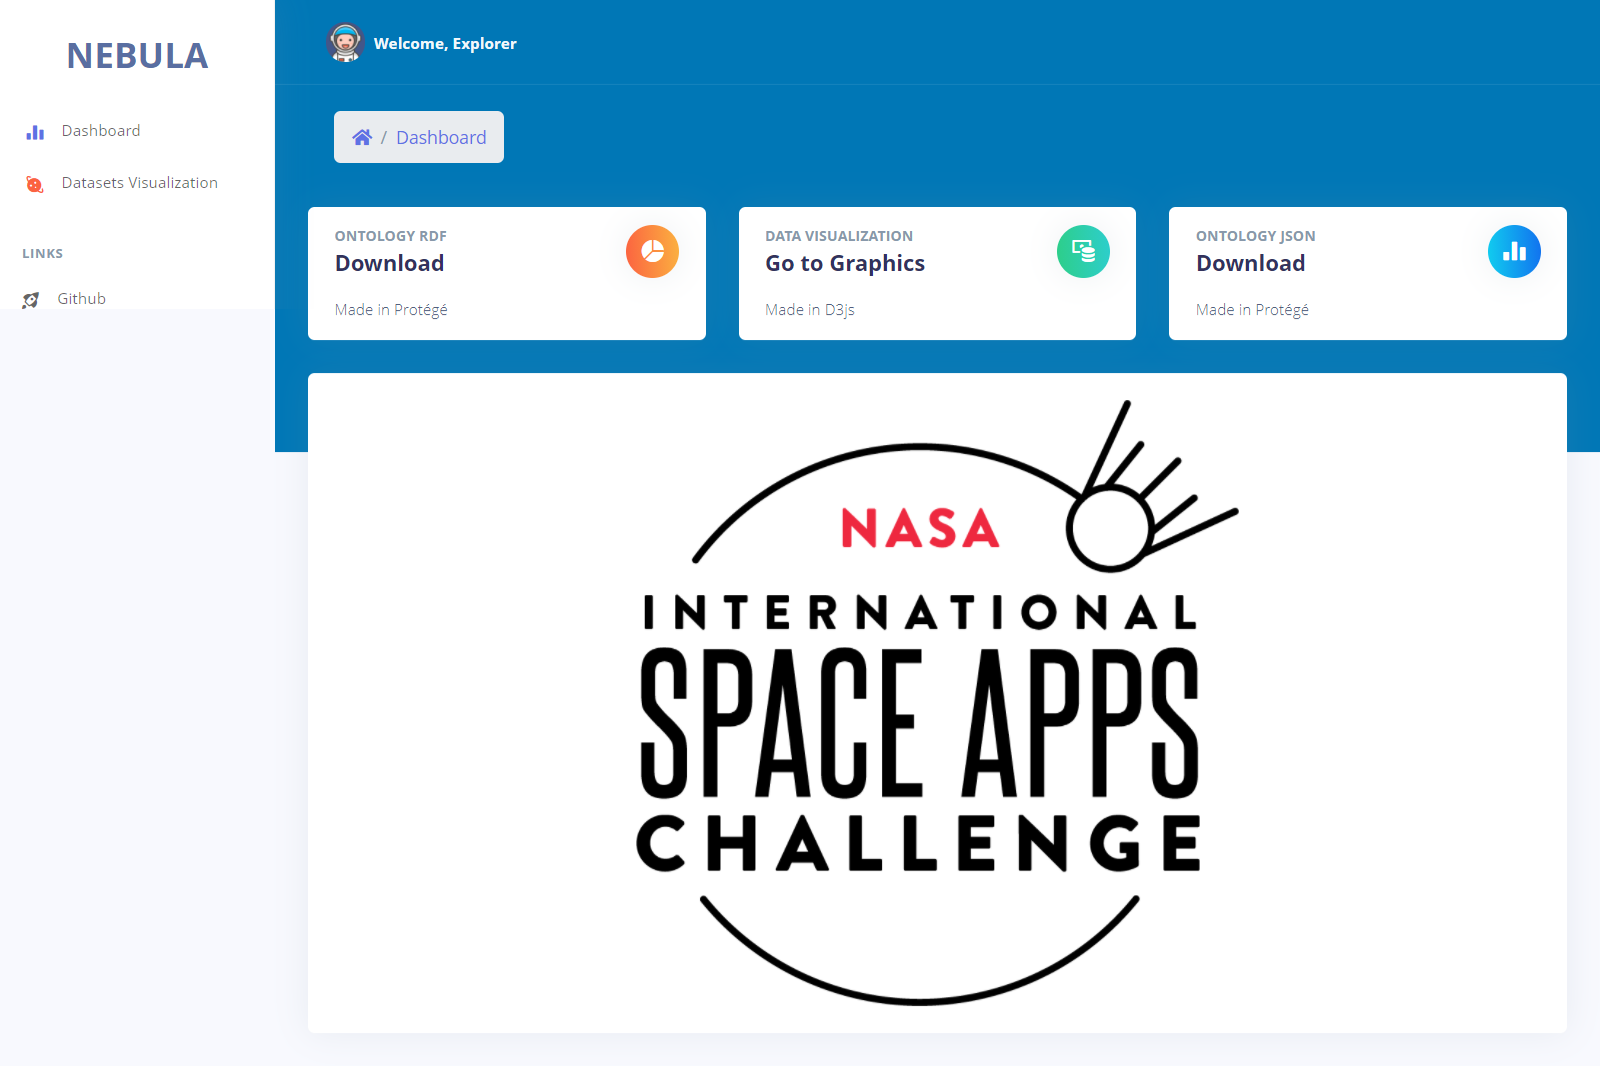 NEBULA
Dashboard
Datasets Visualization
LINKS
Github
Welcome, Explorer
/ Dashboard
ONTOLOGY RDF
Download
Made in Protégé
DATA VISUALIZATION
Go to Graphics
Made in D3js
ONTOLOGY JSON
Download
Made in Protégé
NASA
INTERNATIONAL
SPACE APPS
CHALLENGE